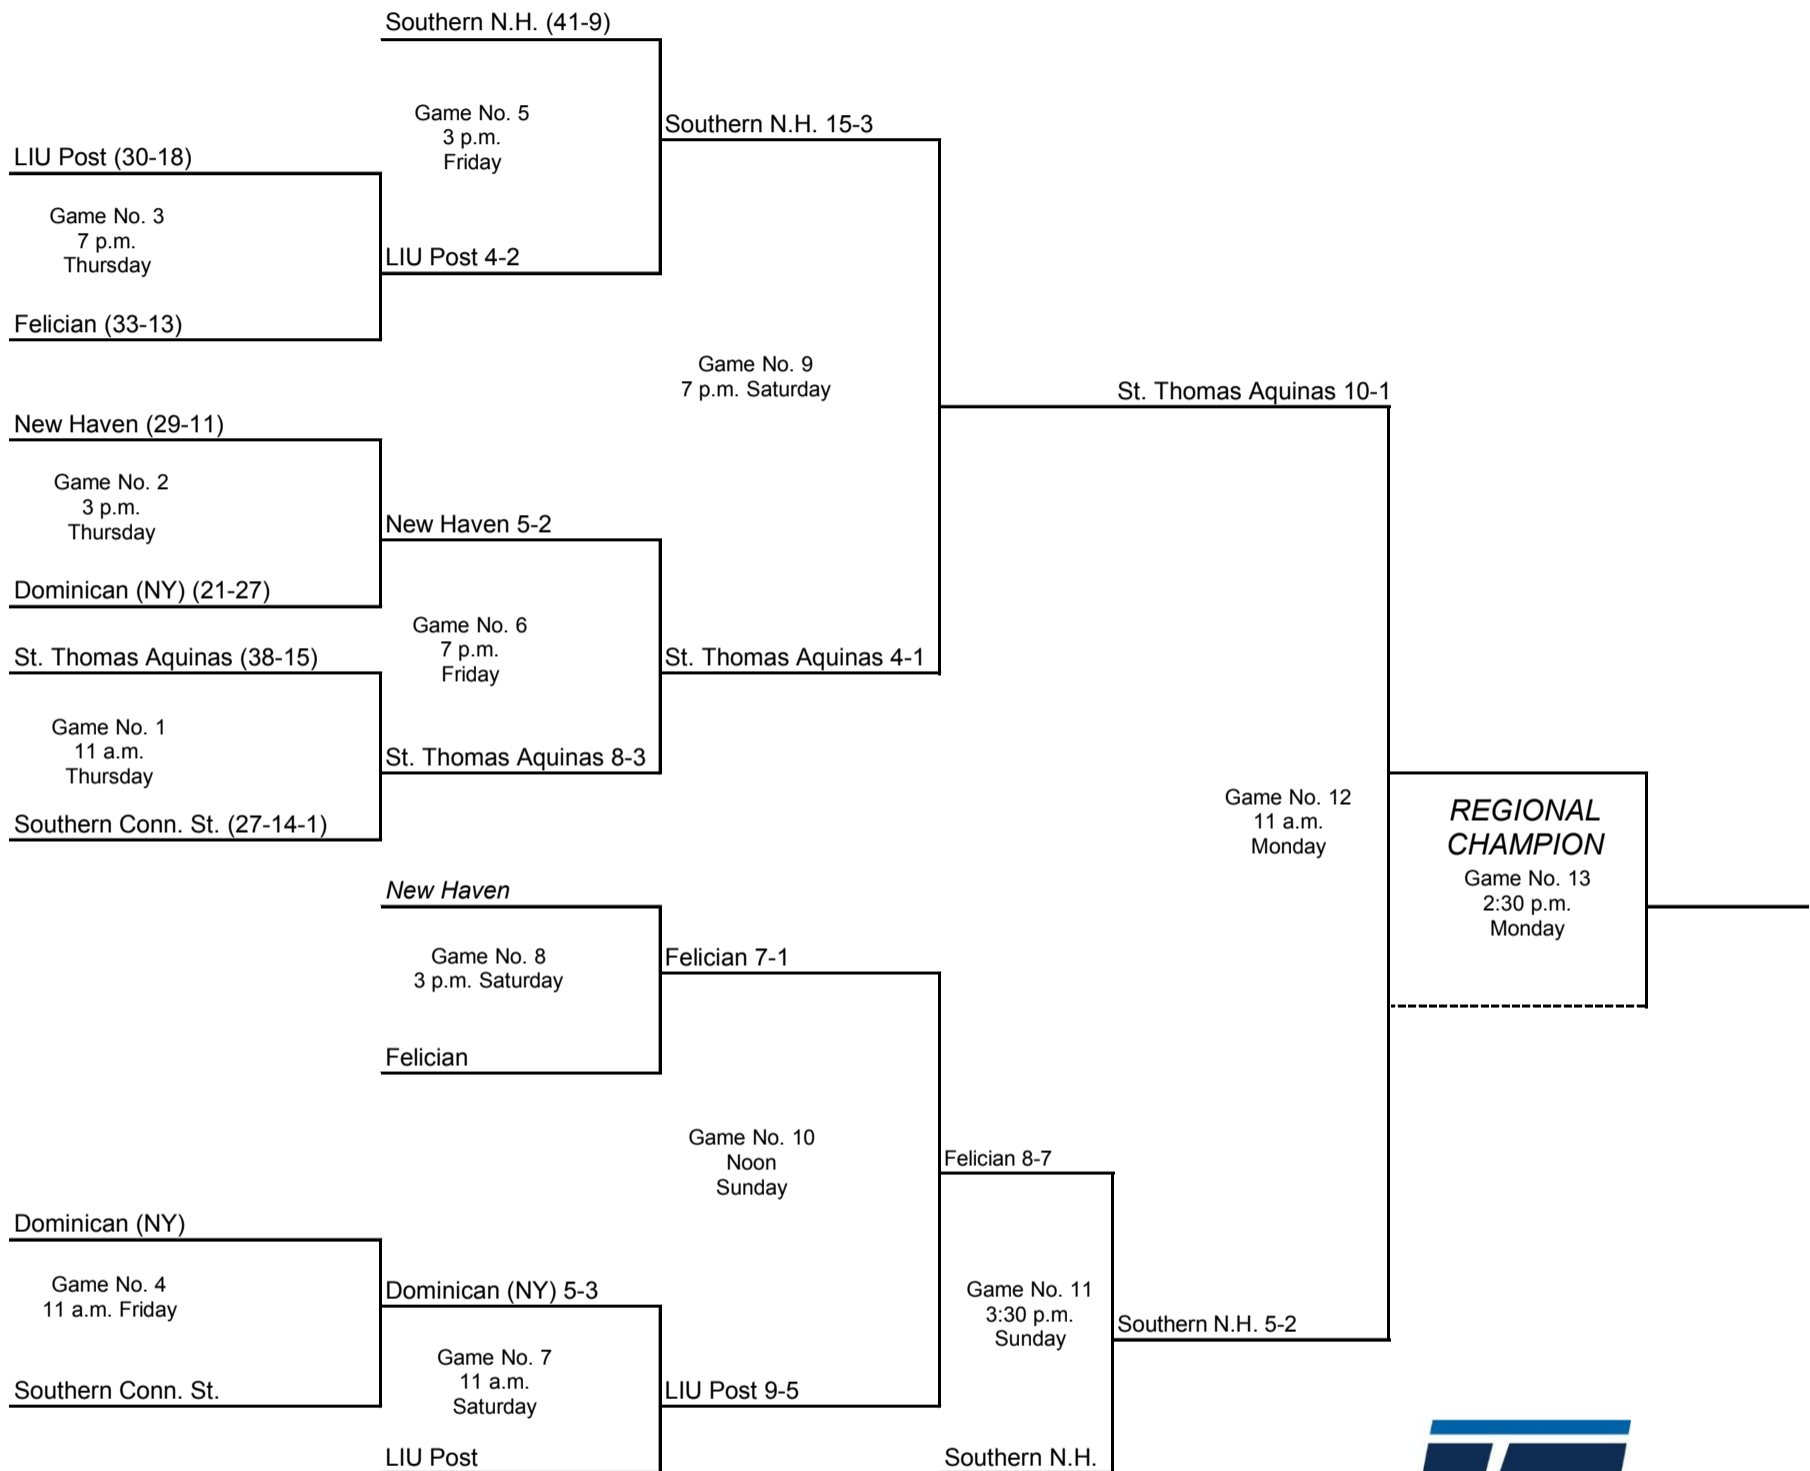 Southern N.H. (41-9)
Game No. 5
3 p.m.
Friday
Southern N.H. 15-3
LIU Post (30-18)
Game No. 3
7 p.m.
Thursday
LIU Post 4-2
Felician (33-13)
Game No. 9
7 p.m. Saturday
St. Thomas Aquinas 10-1
New Haven (29-11)
Game No. 2
3 p.m.
Thursday
New Haven 5-2
Dominican (NY) (21-27)
Game No. 6
7 p.m.
Friday
St. Thomas Aquinas (38-15)
St. Thomas Aquinas 4-1
Game No. 1
11 a.m.
Thursday
St. Thomas Aquinas 8-3
Southern Conn. St. (27-14-1)
Game No. 12
11 a.m.
Monday
REGIONAL
CHAMPION
Game No. 13
2:30 p.m.
Monday
New Haven
Game No. 8
3 p.m. Saturday
Felician 7-1
Felician
Game No. 10
Noon
Sunday
Felician 8-7
Dominican (NY)
Game No. 4
11 a.m. Friday
Dominican (NY) 5-3
Game No. 11
3:30 p.m.
Sunday
Southern N.H. 5-2
Game No. 7
11 a.m.
Saturday
Southern Conn. St.
LIU Post 9-5
LIU Post
Southern N.H.